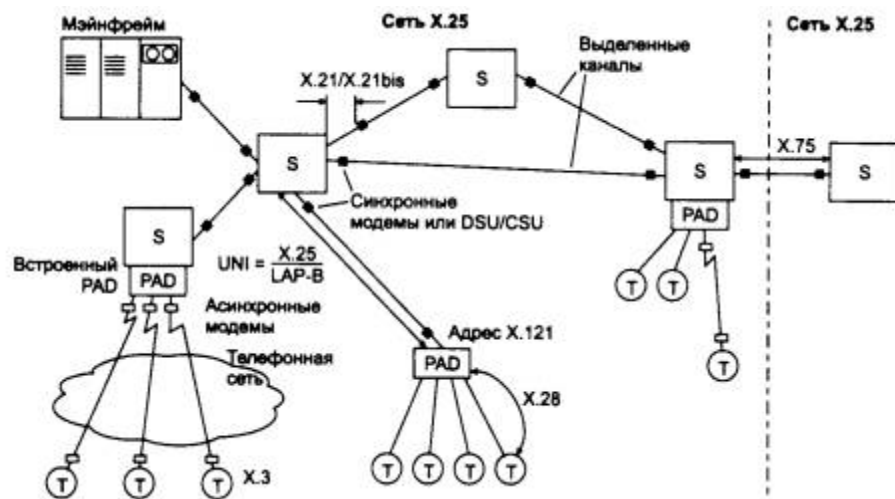 Мэйнфрейм
Сеть X.25
Сеть X.25
Выделенные
каналы
X.21/X.21bis
S
S
S
X.75
S
PAD
Синхронные
модемы или DSU/CSU
S
PAD
Встроенный
PAD
UNI = X.25
LAP-B
Асинхронные
модемы
Адрес X.121
PAD
Телефонная
сеть
X.28
X.3
T
T
T
T
T
T
T
T
T
T